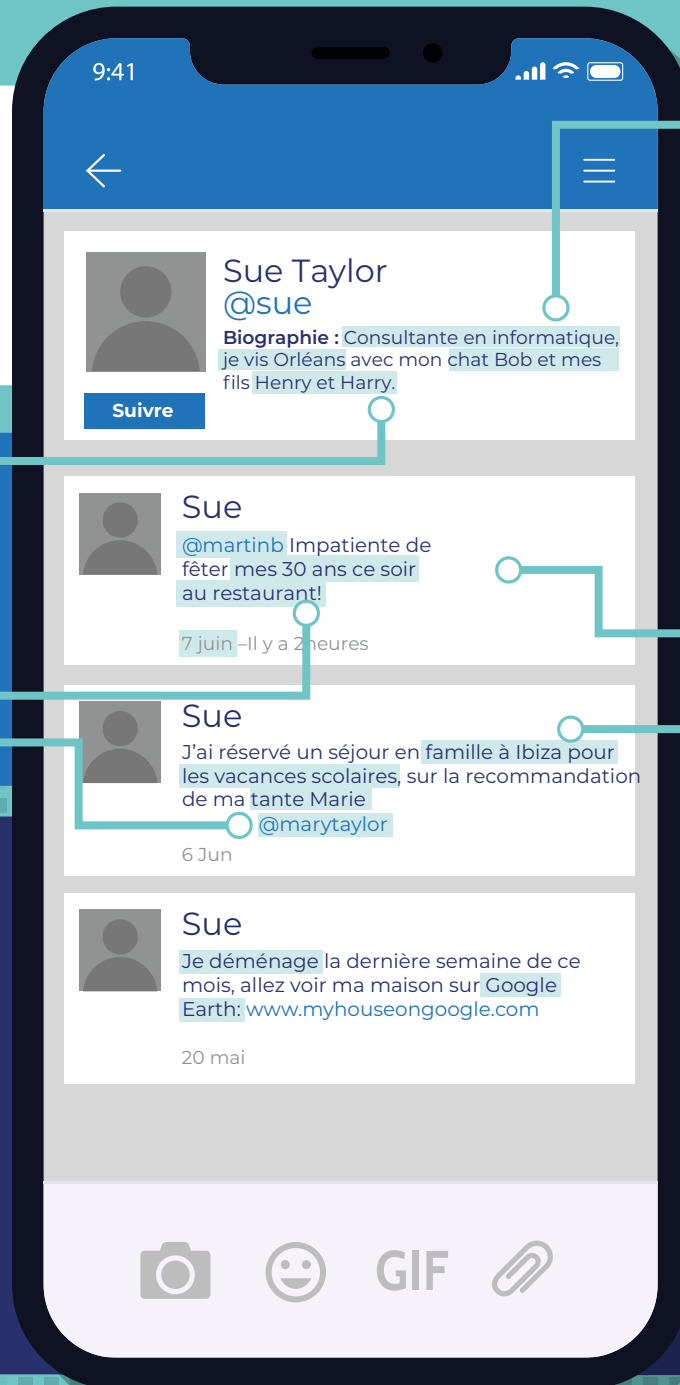 9:41
Sue Taylor
@sue
Biographie : Consultante en informatique,
je vis Orléans avec mon chat Bob et mes
fils Henry et Harry.
Suivre
Sue
@martinb Impatiente de
fêter mes 30 ans ce soir
au restaurant!
7 juin –Il y a 2heures
Sue
J’ai réservé un séjour en famille à Ibiza pour
les vacances scolaires, sur la recommandation
de ma tante Marie
@marytaylor
6 Jun
Sue
Je déménage la dernière semaine de ce
mois, allez voir ma maison sur Google
Earth: www.myhouseongoogle.com
20 mai
GIF